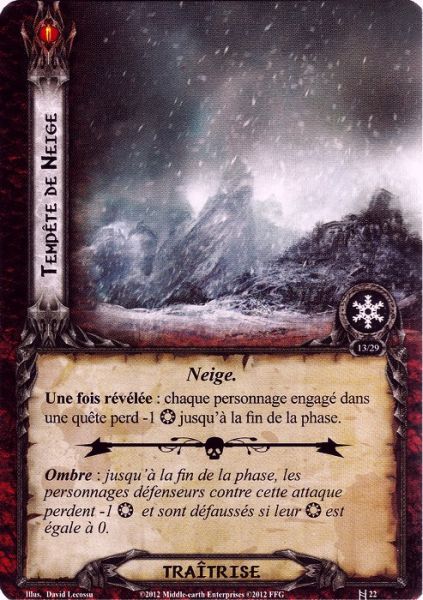 TEMPÊTE DE NEIGE
13/29
Neige.
Une fois révélée : chaque personnage engagé dans
une quête perd -1 jusqu'à la fin de la phase.
Ombre : jusqu'à la fin de la phase, les
personnages défenseurs contre cette attaque
perdent -1 et sont défaussés si leur est
égale à 0.
TRAÎTRISE
Illus. David Lecossu ©2012 Middle-earth Enterprises ©2012 FFG 22